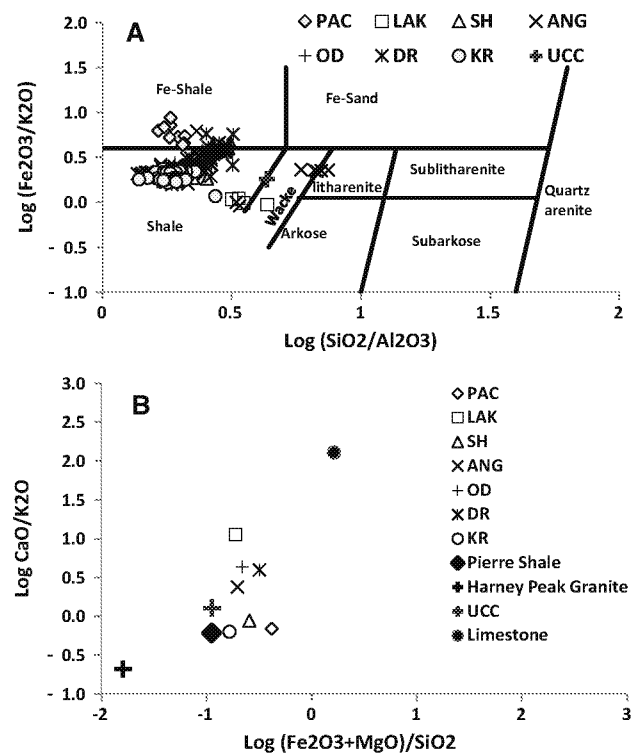 A
PAC LAK SH ANG
OD DR KR UCC
2.0
1.5
1.0
0.5
0.0
- 0.5
- 1.0
Log (Fe2O3/K2O)
Fe-Shale
Fe-Sand
Shale
Wacke
litharenite
Arkose
Sublitharenite
Subarkose
Quartz
arenite
0 0.5 1 1.5 2
Log (SiO2/Al2O3)
B
3.0
2.5
2.0
1.5
1.0
0.5
0.0
- 0.5
- 1.0
Log CaO/K2O
PAC
LAK
SH
ANG
OD
DR
KR
Pierre Shale
Harney Peak Granite
UCC
Limestone
-2 -1 0 1 2 3
Log (Fe2O3+MgO)/SiO2